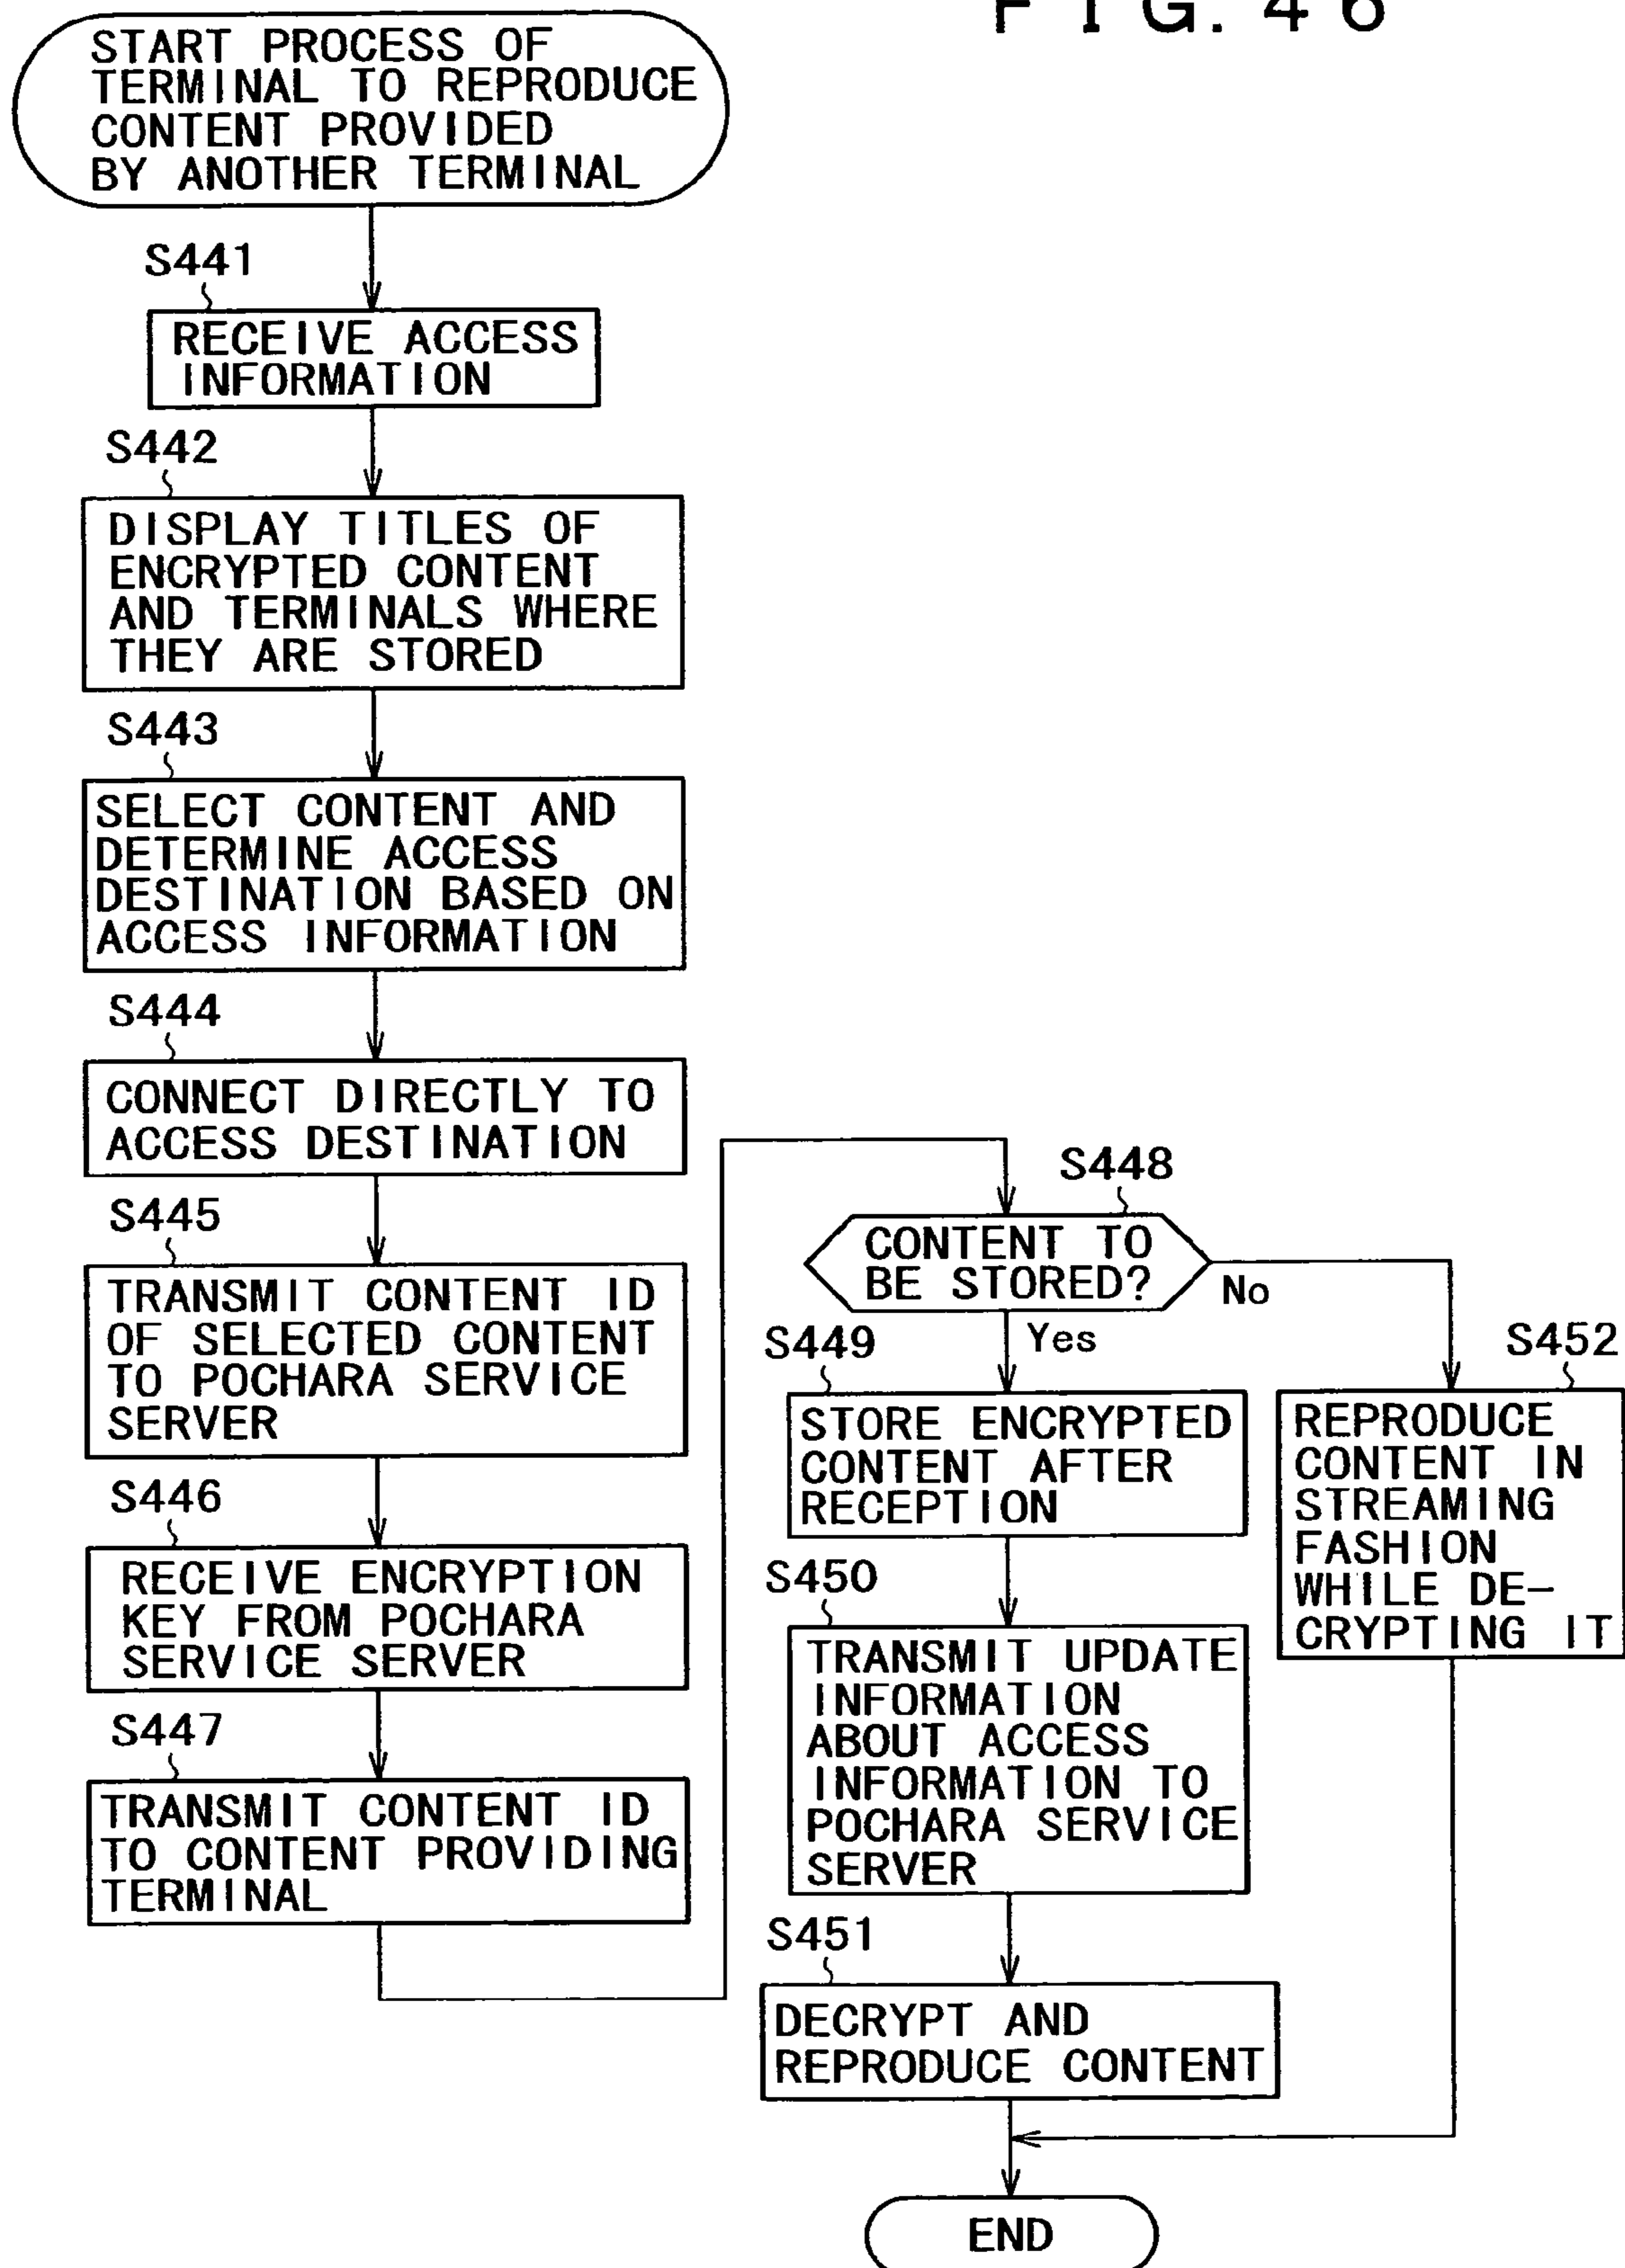 FIG. 46
START PROCESS OF
TERMINAL TO REPRODUCE
CONTENT PROVIDED
BY ANOTHER TERMINAL
S441
RECEIVE ACCESS
INFORMATION
S442
DISPLAY TITLES OF
ENCRYPTED CONTENT
AND TERMINALS WHERE
THEY ARE STORED
S443
SELECT CONTENT AND
DETERMINE ACCESS
DESTINATION BASED ON
ACCESS INFORMATION
S444
CONNECT DIRECTLY TO
ACCESS DESTINATION
S445
TRANSMIT CONTENT ID
OF SELECTED CONTENT
TO POCHARA SERVICE
SERVER
S446
RECEIVE ENCRYPTION
KEY FROM POCHARA
SERVICE SERVER
S447
TRANSMIT CONTENT ID
TO CONTENT PROVIDING
TERMINAL
S448
CONTENT TO
BE STORED?
No
Yes
S449
STORE ENCRYPTED
CONTENT AFTER
RECEPTION
S450
TRANSMIT UPDATE
INFORMATION
ABOUT ACCESS
INFORMATION TO
POCHARA SERVICE
SERVER
S451
DECRYPT AND
REPRODUCE CONTENT
S452
REPRODUCE
CONTENT IN
STREAMING
FASHION
WHILE DE-
CRYPTING IT
END